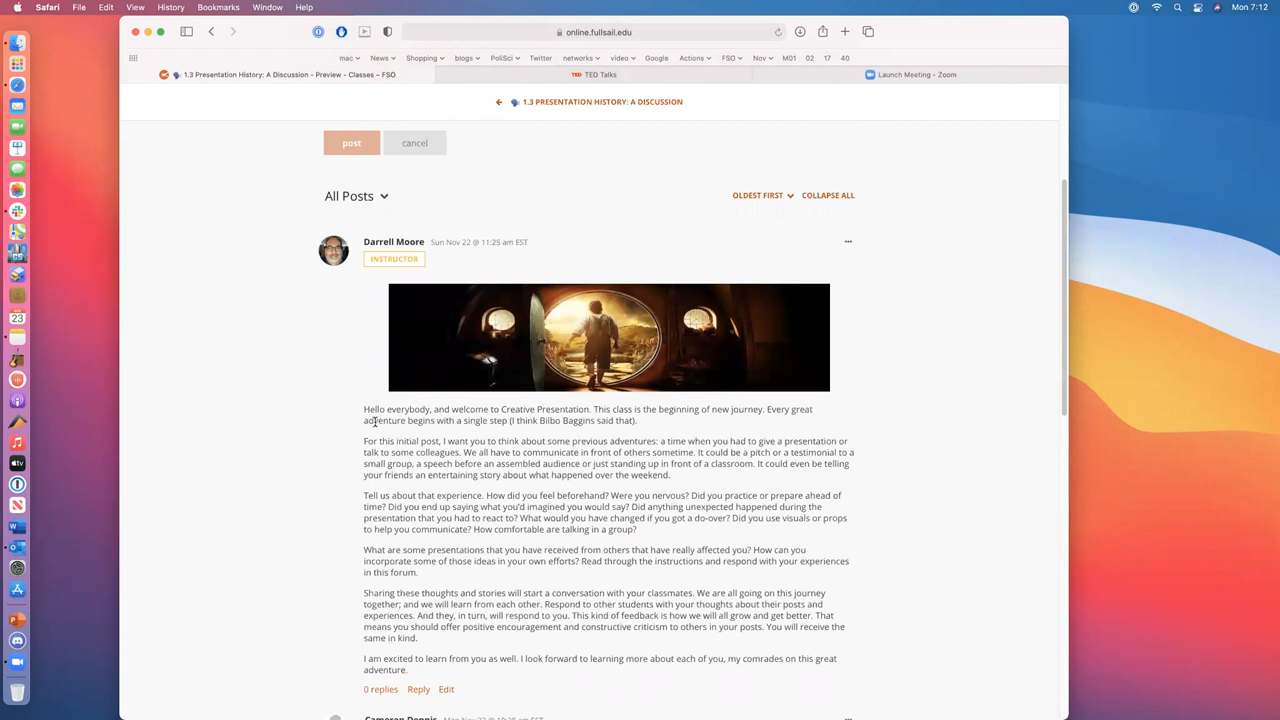 Safari File Edit View History Bookmarks Window Help Mon 7:12
online.fullsail.edu
mac News Shopping blogs PoliSci Twitter networks video Google Actions FSO Nov M01 02 17 40
1.3 Presentation History: A Discussion - Preview - Classes – FSO TED TED Talks Launch Meeting - Zoom
1.3 PRESENTATION HISTORY: A DISCUSSION
post cancel
All Posts OLDEST FIRST COLLAPSE ALL
Darrell Moore Sun Nov 22 @ 11:25 am EST
INSTRUCTOR
Hello everybody, and welcome to Creative Presentation. This class is the beginning of new journey. Every great
adventure begins with a single step (I think Bilbo Baggins said that).
For this initial post, I want you to think about some previous adventures: a time when you had to give a presentation or
talk to some colleagues. We all have to communicate in front of others sometime. It could be a pitch or a testimonial to a
small group, a speech before an assembled audience or just standing up in front of a classroom. It could even be telling
your friends an entertaining story about what happened over the weekend.
Tell us about that experience. How did you feel beforehand? Were you nervous? Did you practice or prepare ahead of
time? Did you end up saying what you'd imagined you would say? Did anything unexpected happened during the
presentation that you had to react to? What would you have changed if you got a do-over? Did you use visuals or props
to help you communicate? How comfortable are talking in a group?
What are some presentations that you have received from others that have really affected you? How can you
incorporate some of those ideas in your own efforts? Read through the instructions and respond with your experiences
in this forum.
Sharing these thoughts and stories will start a conversation with your classmates. We are all going on this journey
together; and we will learn from each other. Respond to other students with your thoughts about their posts and
experiences. And they, in turn, will respond to you. This kind of feedback is how we will all grow and get better. That
means you should offer positive encouragement and constructive criticism to others in your posts. You will receive the
same in kind.
I am excited to learn from you as well. I look forward to learning more about each of you, my comrades on this great
adventure.
0 replies Reply Edit
23
tv